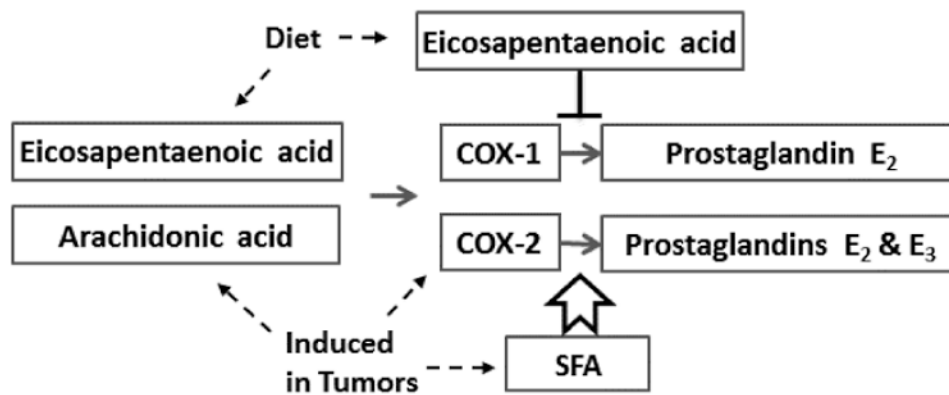 Diet
Eicosapentaenoic acid
Eicosapentaenoic acid
COX-1
Prostaglandin E₂
Arachidonic acid
COX-2
Prostaglandins E₂ & E₃
Induced
in Tumors
SFA